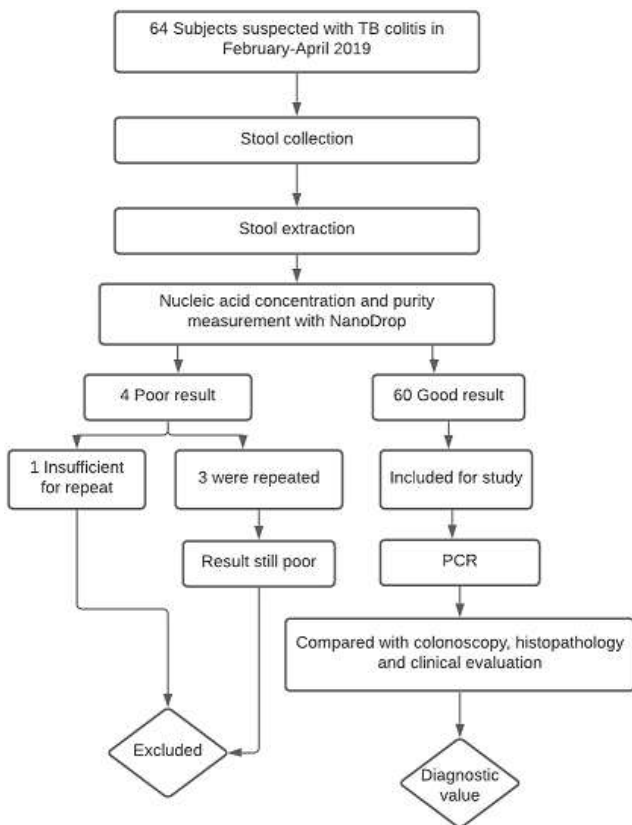 64 Subjects suspected with TB colitis in
February-April 2019
Stool collection
Stool extraction
Nucleic acid concentration and purity
measurement with NanoDrop
4 Poor result
60 Good result
1 Insufficient
for repeat
3 were repeated
Included for study
Result still poor
PCR
Compared with colonoscopy, histopathology
and clinical evaluation
Excluded
Diagnostic
value